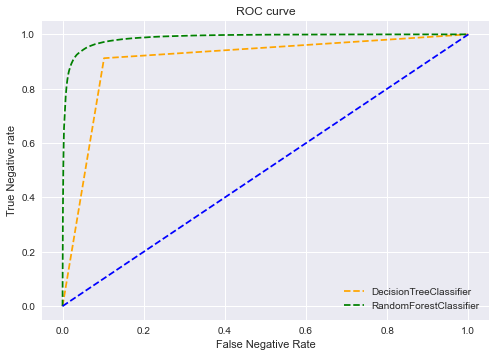 ROC curve
True Negative rate
1.0
0.8
0.6
0.4
0.2
0.0
DecisionTreeClassifier
RandomForestClassifier
0.0 0.2 0.4 0.6 0.8 1.0
False Negative Rate